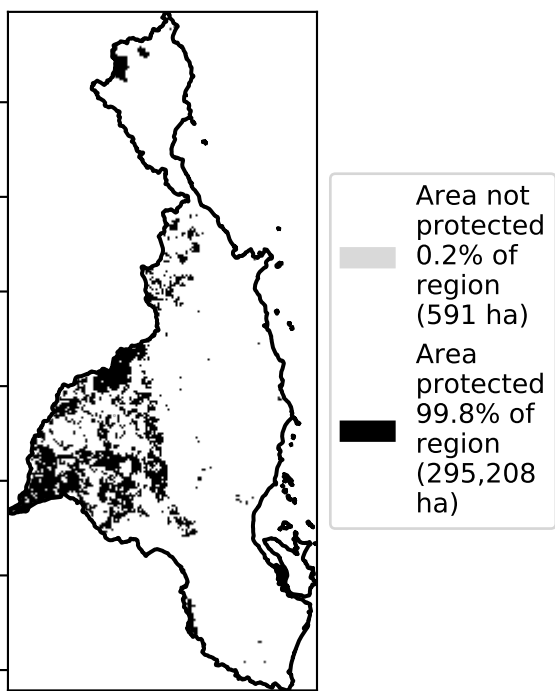 Area not
protected
0.2% of
region
(591 ha)
Area
protected
99.8% of
region
(295,208
ha)